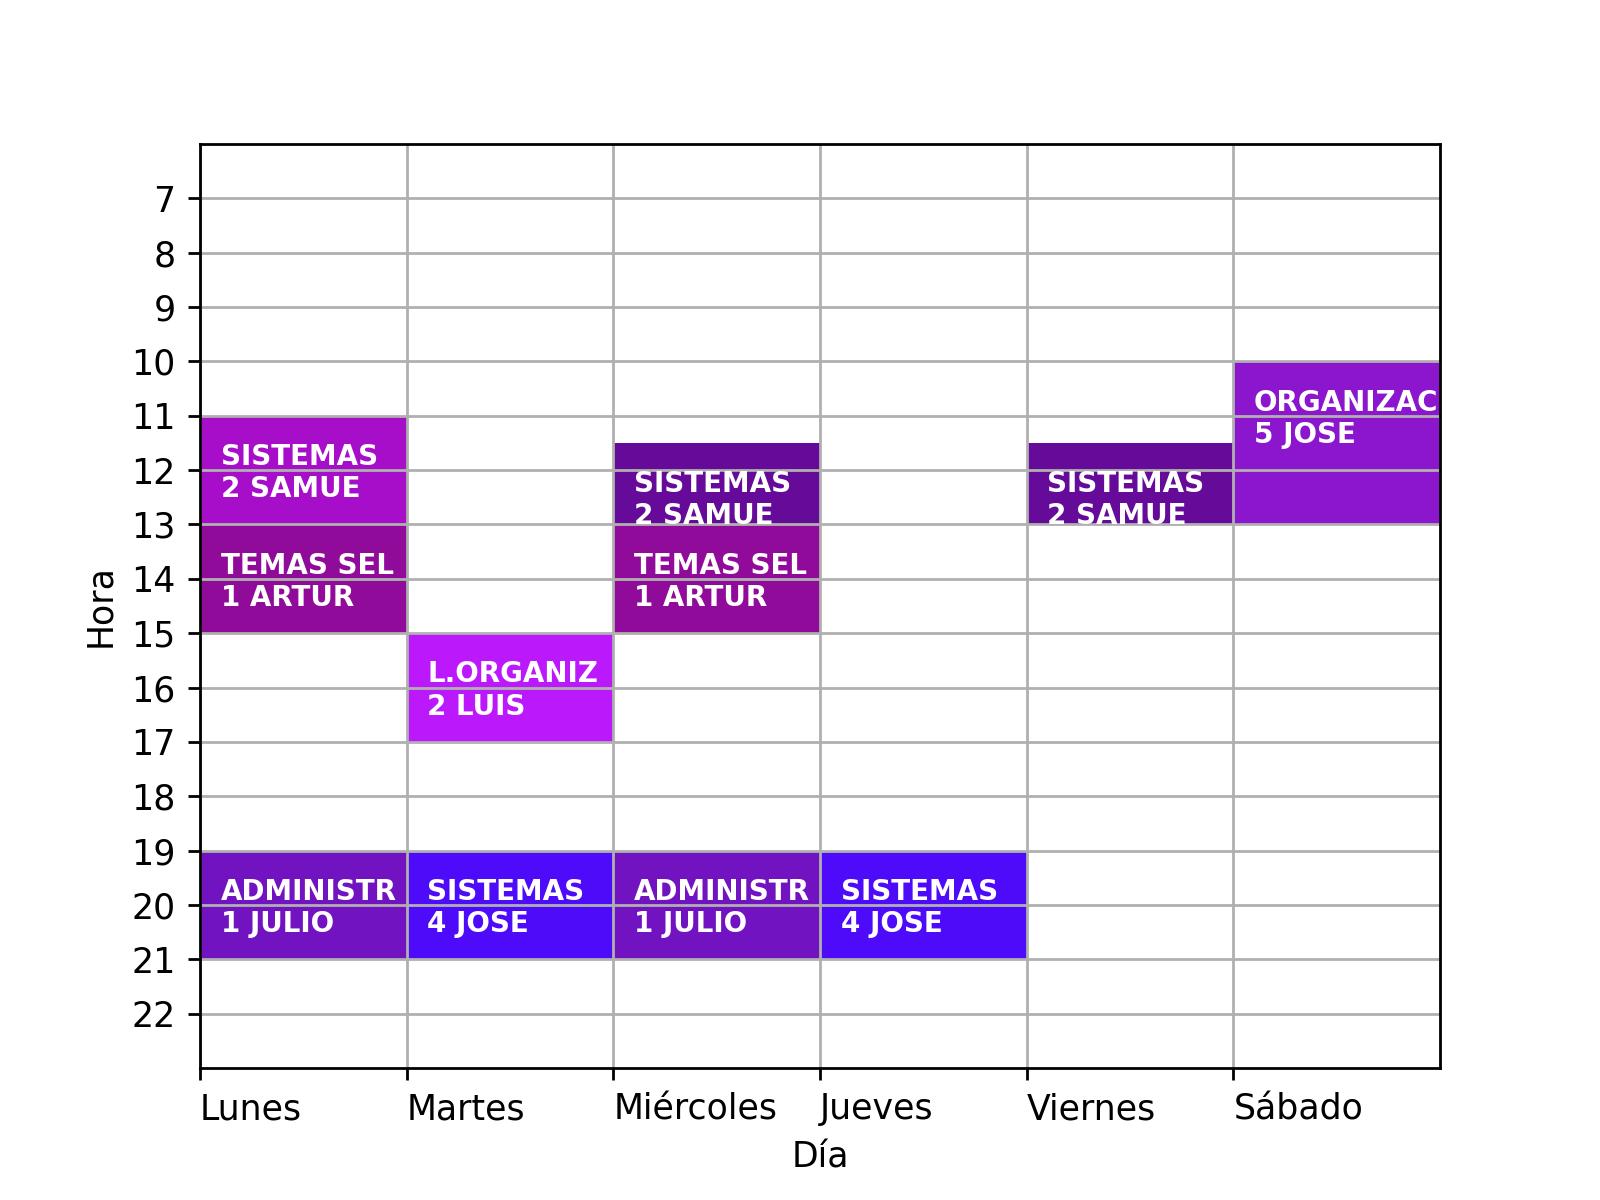 7
8
9
10
11
12
13
14
15
16
17
18
19
20
21
22
Hora
ORGANIZAC
5 JOSE
SISTEMAS
2 SAMUE
SISTEMAS
2 SAMUE
SISTEMAS
2 SAMUE
TEMAS SEL
1 ARTUR
TEMAS SEL
1 ARTUR
L.ORGANIZ
2 LUIS
ADMINISTR
1 JULIO
SISTEMAS
4 JOSE
ADMINISTR
1 JULIO
SISTEMAS
4 JOSE
Lunes Martes Miércoles Jueves Viernes Sábado
Día